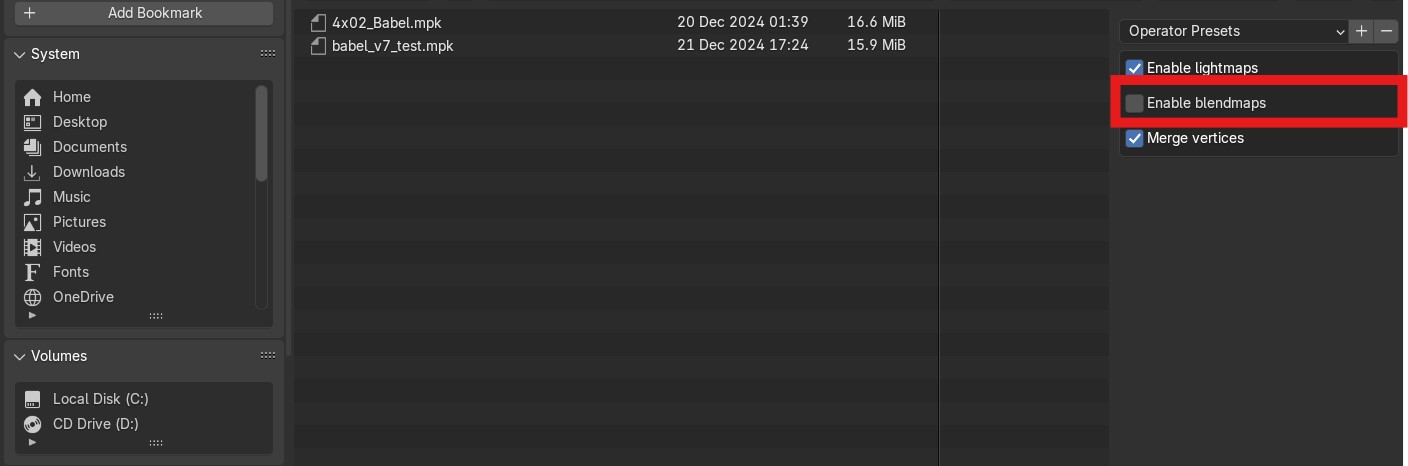 Add Bookmark
System
Home
Desktop
Documents
Downloads
Music
Pictures
Videos
Fonts
OneDrive
Volumes
Local Disk (C:)
CD Drive (D:)
4x02_Babel.mpk 20 Dec 2024 01:39 16.6 MiB
babel_v7_test.mpk 21 Dec 2024 17:24 15.9 MiB
Operator Presets
Enable lightmaps
Enable blendmaps
Merge vertices